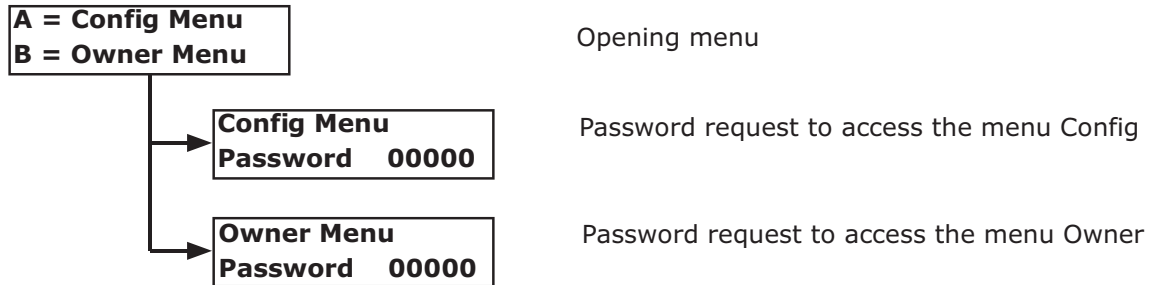 A = Config Menu
B = Owner Menu
Opening menu
Config Menu
Password 00000
Password request to access the menu Config
Owner Menu
Password 00000
Password request to access the menu Owner